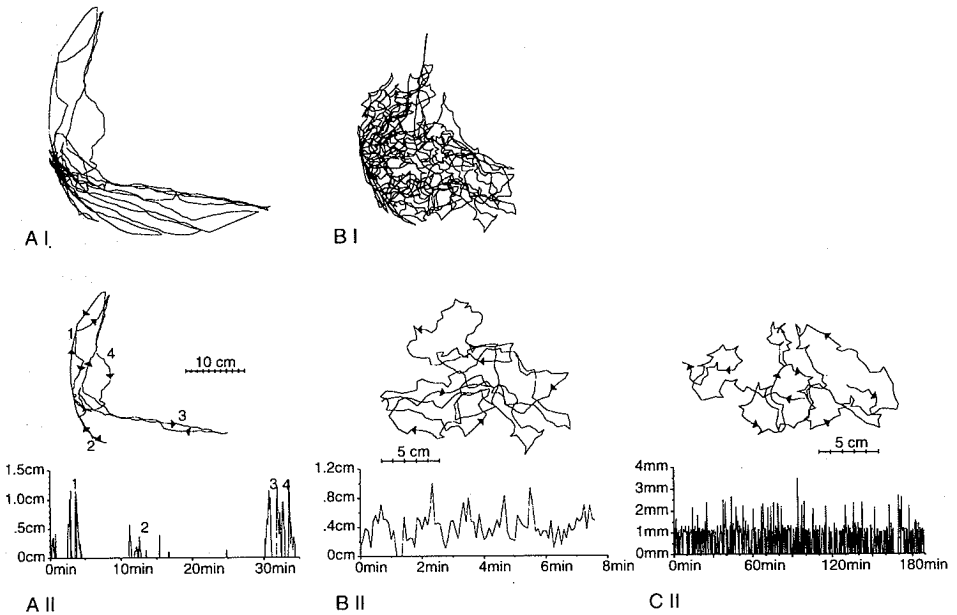 A I
B I
1
4
10 cm
3
2
5 cm
5 cm
1.5cm
1.0cm
.5cm
0cm
1
2
3 4
0min
10min
20min
30min
1.2cm
.8cm
.4cm
0cm
0min
2min
4min
6min
8min
4mm
3mm
2mm
1mm
0mm
0min
60min
120min
180min
A II
B II
C II